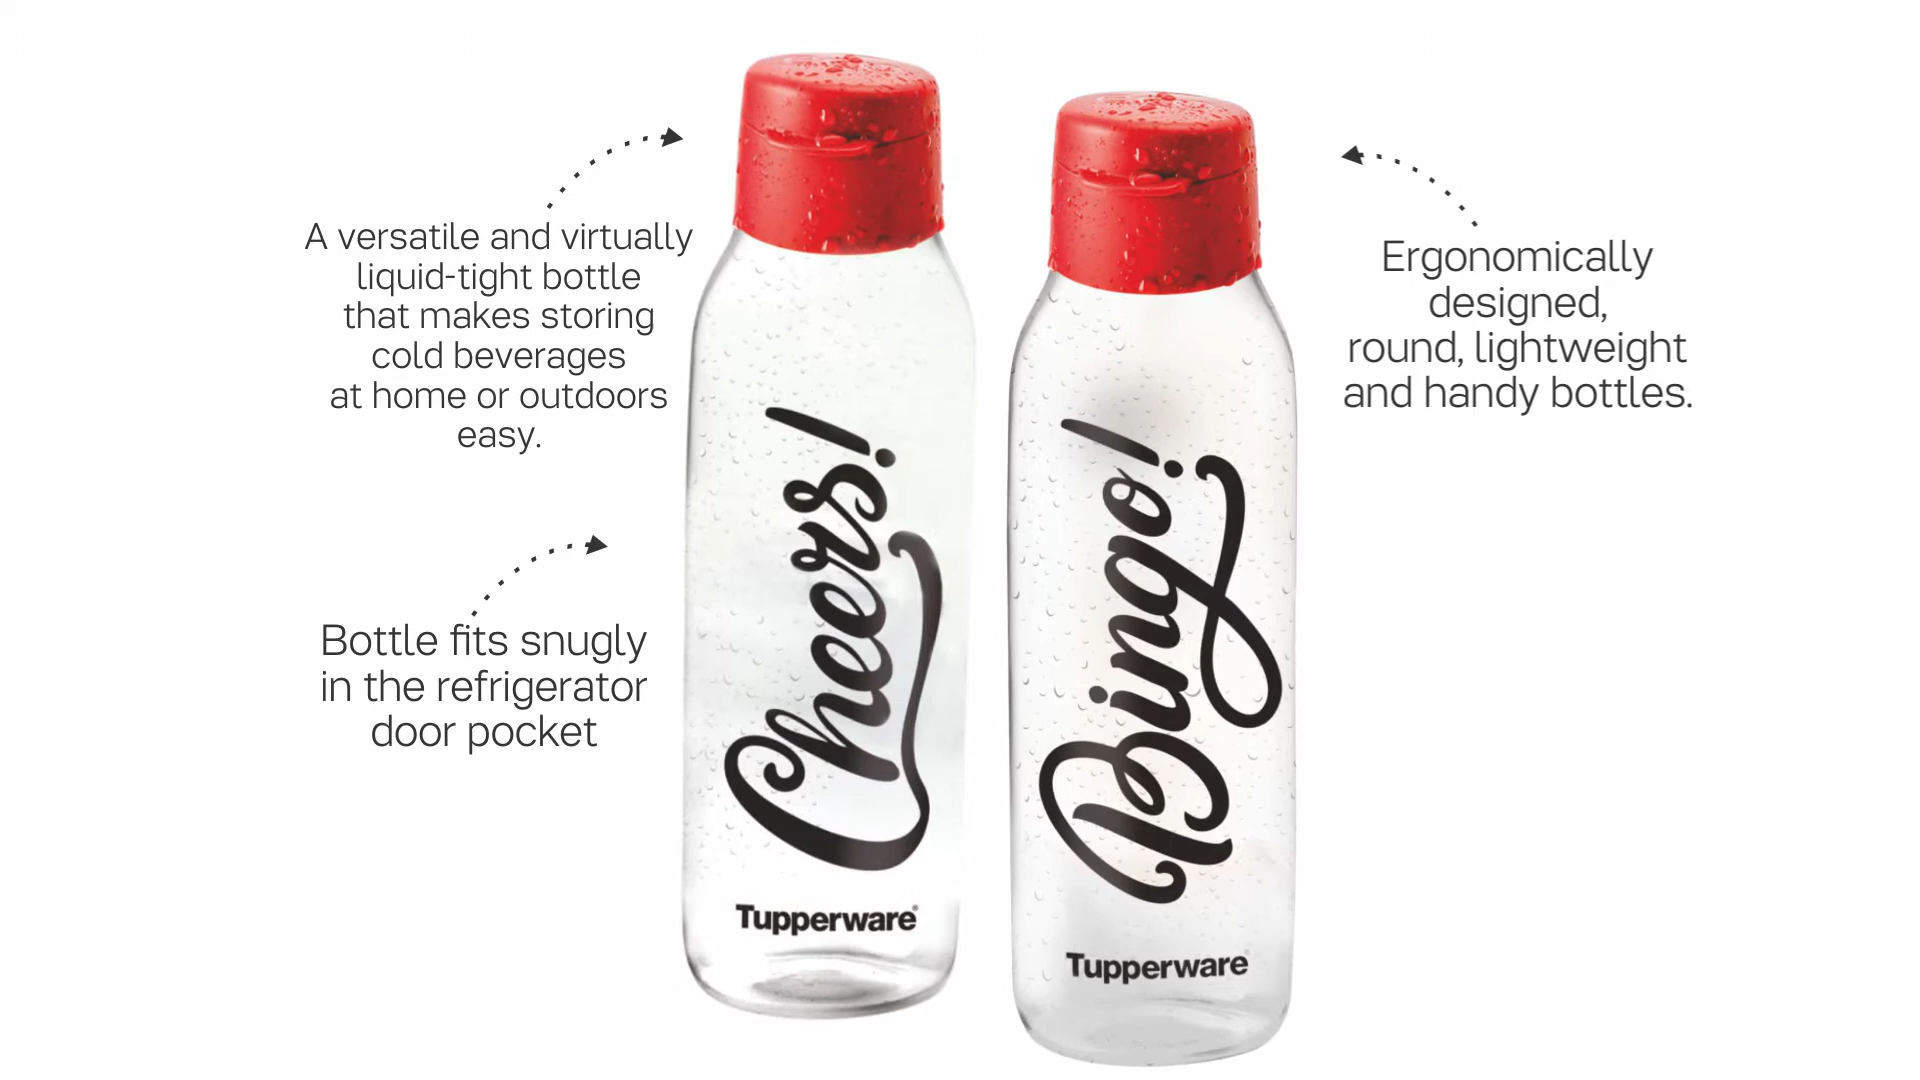 A versatile and virtually
liquid-tight bottle
that makes storing
cold beverages
at home or outdoors
easy.
Bottle fits snugly
in the refrigerator
door pocket
Cheers!
Tupperware®
Bingo!
Tupperware
Ergonomically
designed,
round, lightweight
and handy bottles.